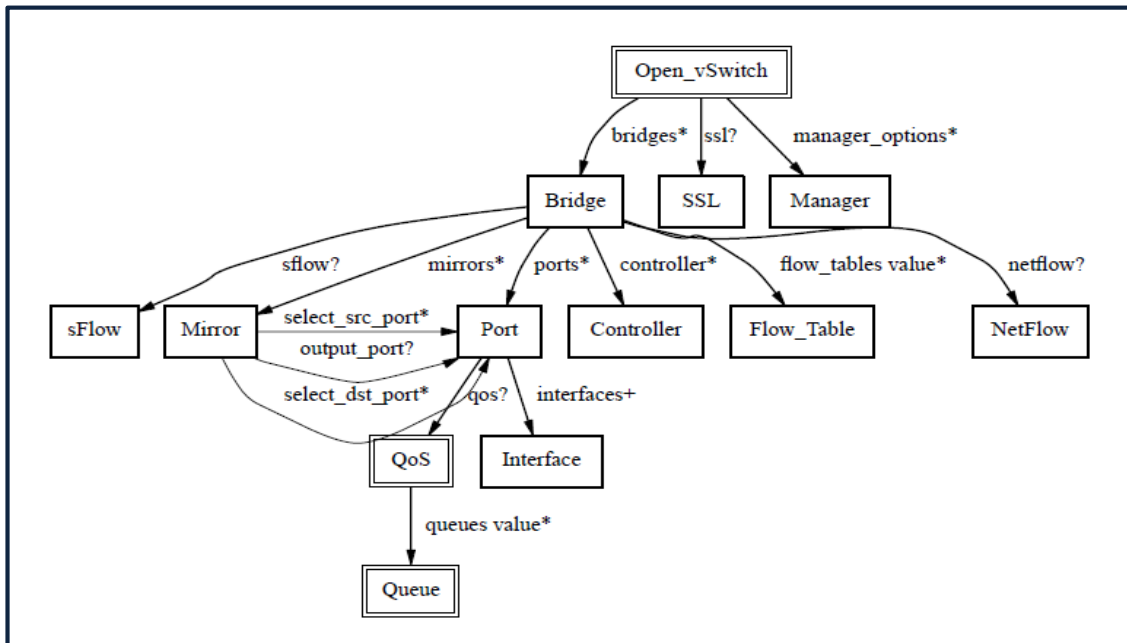 Open_vSwitch
bridges*
ssl?
manager_options*
Bridge
SSL
Manager
sflow?
mirrors*
ports*
controller*
flow_tables value*
netflow?
sFlow
Mirror
select_src_port*
Port
Controller
Flow_Table
NetFlow
output_port?
select_dst_port*
qos?
interfaces+
QoS
Interface
queues value*
Queue